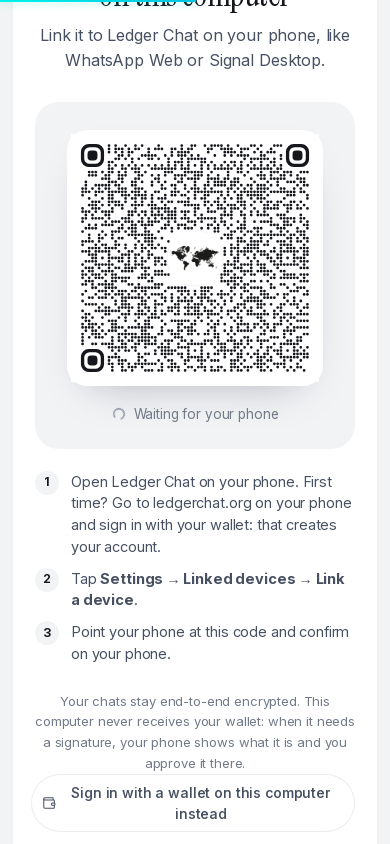 on this computer
Link it to Ledger Chat on your phone, like
WhatsApp Web or Signal Desktop.
Waiting for your phone
1 Open Ledger Chat on your phone. First
time? Go to ledgerchat.org on your phone
and sign in with your wallet: that creates
your account.
2 Tap Settings → Linked devices → Link
a device.
3 Point your phone at this code and confirm
on your phone.
Your chats stay end-to-end encrypted. This
computer never receives your wallet: when it needs
a signature, your phone shows what it is and you
approve it there.
Sign in with a wallet on this computer
instead